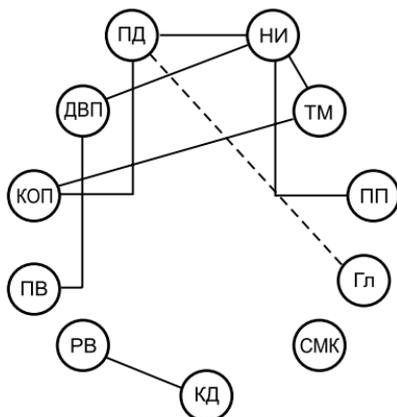 ПД НИ
ДВП ТМ
КОП ПП
ПВ Гл
РВ СМК
КД